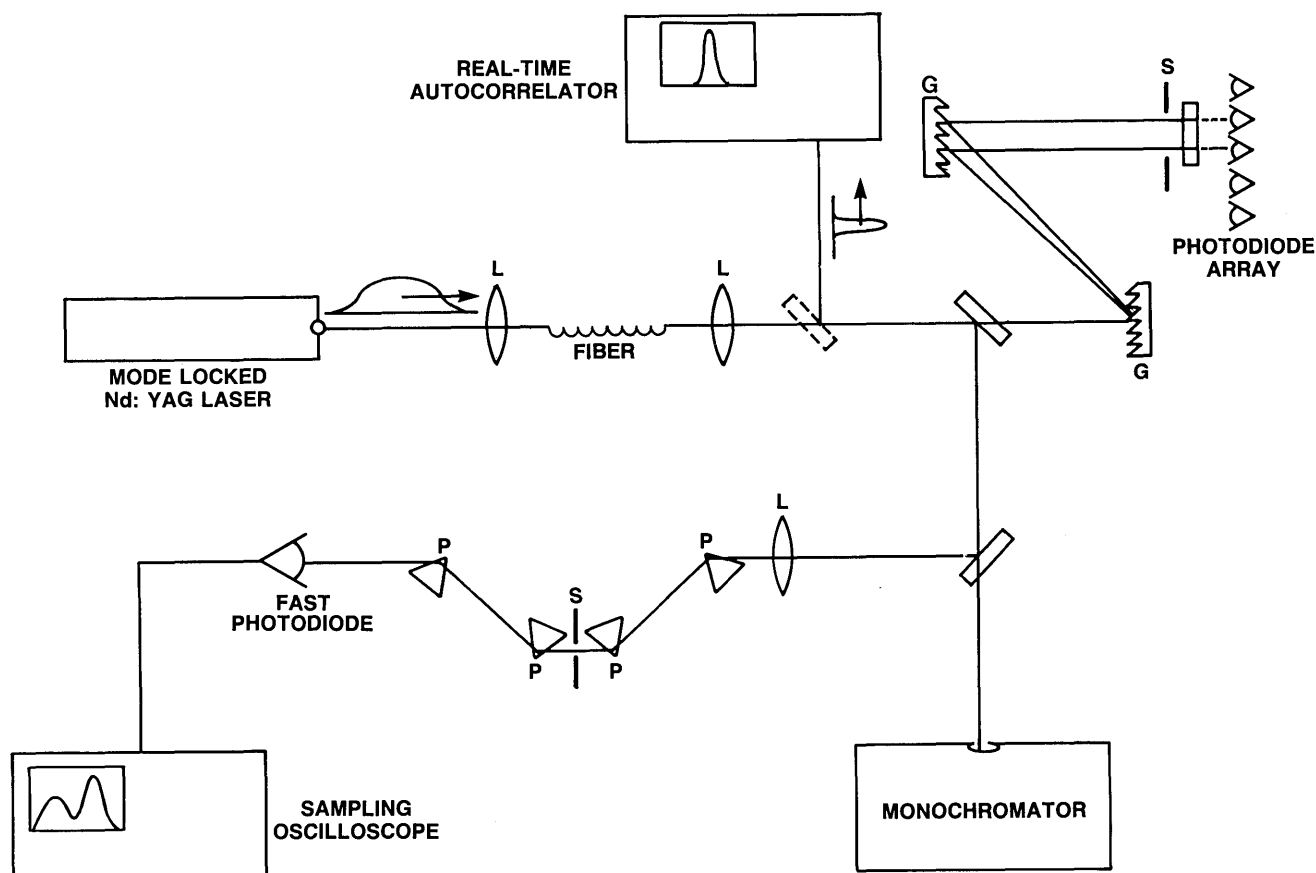 REAL-TIME
AUTOCORRELATOR
G
S
PHOTODIODE
ARRAY
L
L
FIBER
MODE LOCKED
Nd: YAG LASER
G
L
P
P
S
P
P
FAST
PHOTODIODE
SAMPLING
OSCILLOSCOPE
MONOCHROMATOR